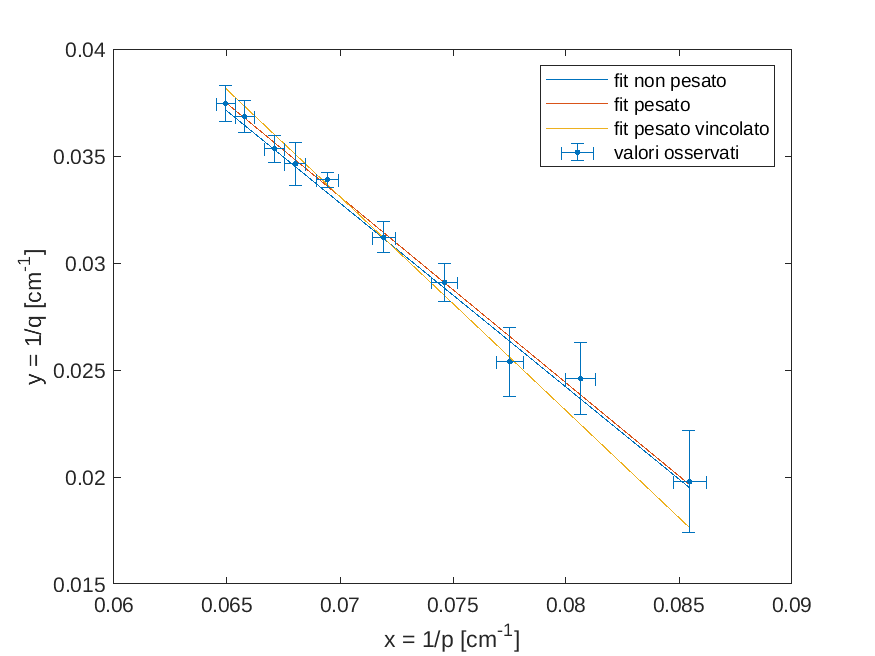 0.04
0.035
0.03
0.025
0.02
0.015
y = 1/q [cm⁻¹]
fit non pesato
fit pesato
fit pesato vincolato
valori osservati
0.06 0.065 0.07 0.075 0.08 0.085 0.09
x = 1/p [cm⁻¹]